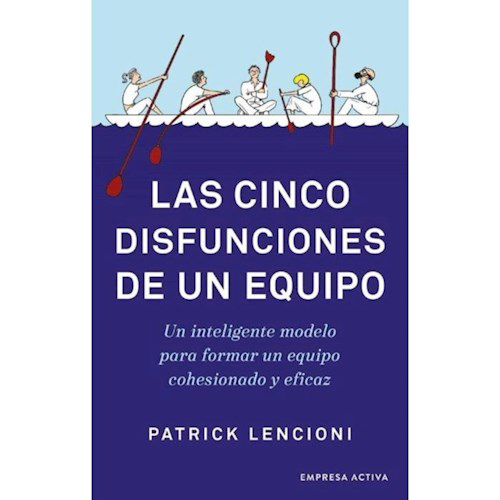 LAS CINCO
DISFUNCIONES
DE UN EQUIPO
Un inteligente modelo
para formar un equipo
cohesionado y eficaz
PATRICK LENCIONI
EMPRESA ACTIVA